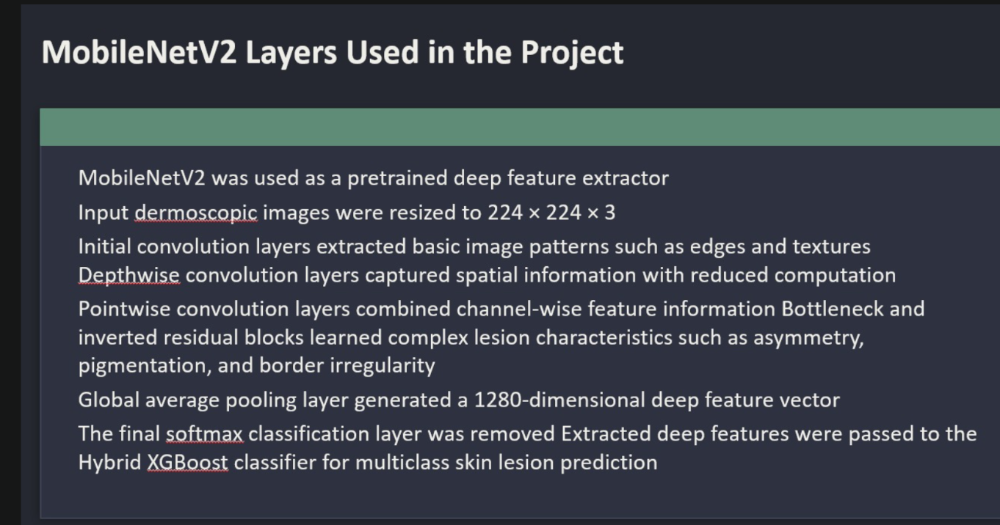 MobileNetV2 Layers Used in the Project
MobileNetV2 was used as a pretrained deep feature extractor
Input dermoscopic images were resized to 224 × 224 × 3
Initial convolution layers extracted basic image patterns such as edges and textures
Depthwise convolution layers captured spatial information with reduced computation
Pointwise convolution layers combined channel-wise feature information Bottleneck and
inverted residual blocks learned complex lesion characteristics such as asymmetry,
pigmentation, and border irregularity
Global average pooling layer generated a 1280-dimensional deep feature vector
The final softmax classification layer was removed Extracted deep features were passed to the
Hybrid XGBoost classifier for multiclass skin lesion prediction